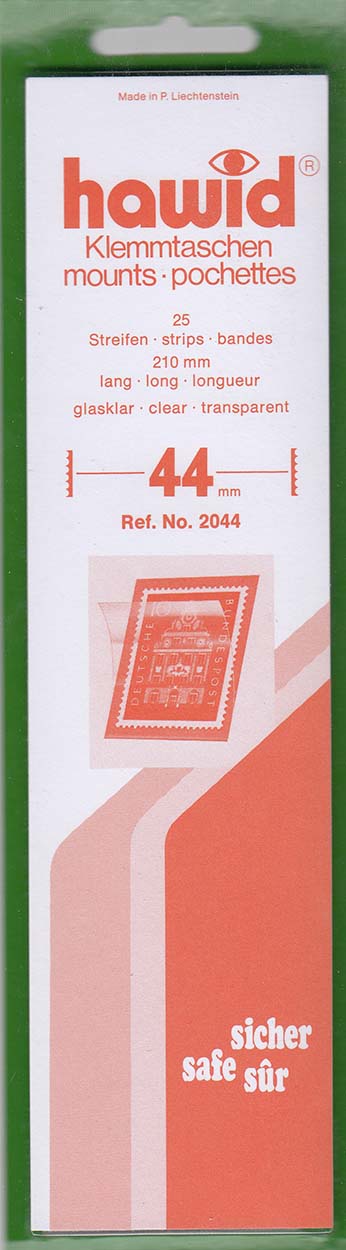 Made in P. Liechtenstein
hawid ®
Klemmtaschen
mounts · pochettes
25
Streifen · strips · bandes
210 mm
lang · long · longueur
glasklar · clear · transparent
44 mm
Ref. No. 2044
DEUTSCHE BUNDESPOST
sicher
safe sûr